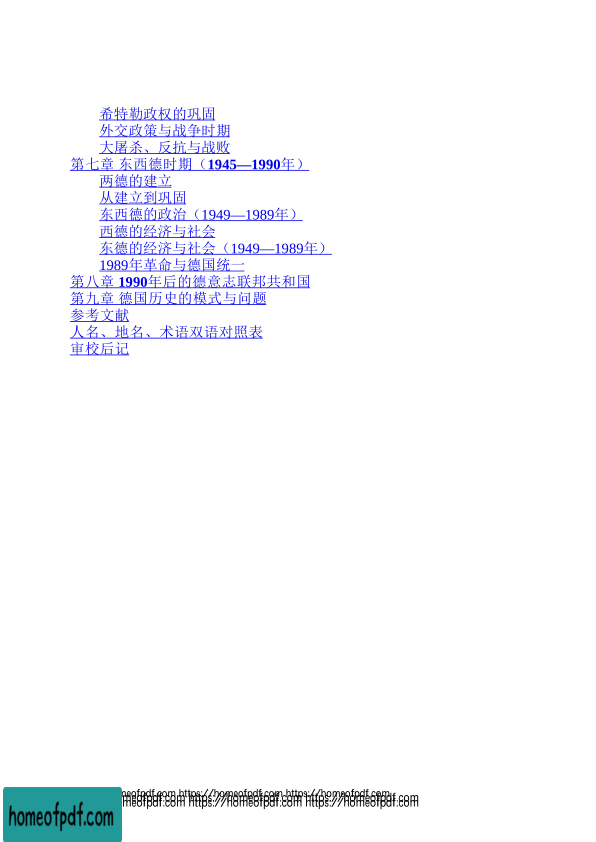 希特勒政权的巩固
外交政策与战争时期
大屠杀、反抗与战败
第七章 东西德时期（1945—1990年）
两德的建立
从建立到巩固
东西德的政治（1949—1989年）
西德的经济与社会
东德的经济与社会（1949—1989年）
1989年革命与德国统一
第八章 1990年后的德意志联邦共和国
第九章 德国历史的模式与问题
参考文献
人名、地名、术语双语对照表
审校后记
homeofpdf.com https://homeofpdf.com https://homeofpdf.com
homeofpdf.com https://homeofpdf.com https://homeofpdf.com
homeofpdf.com